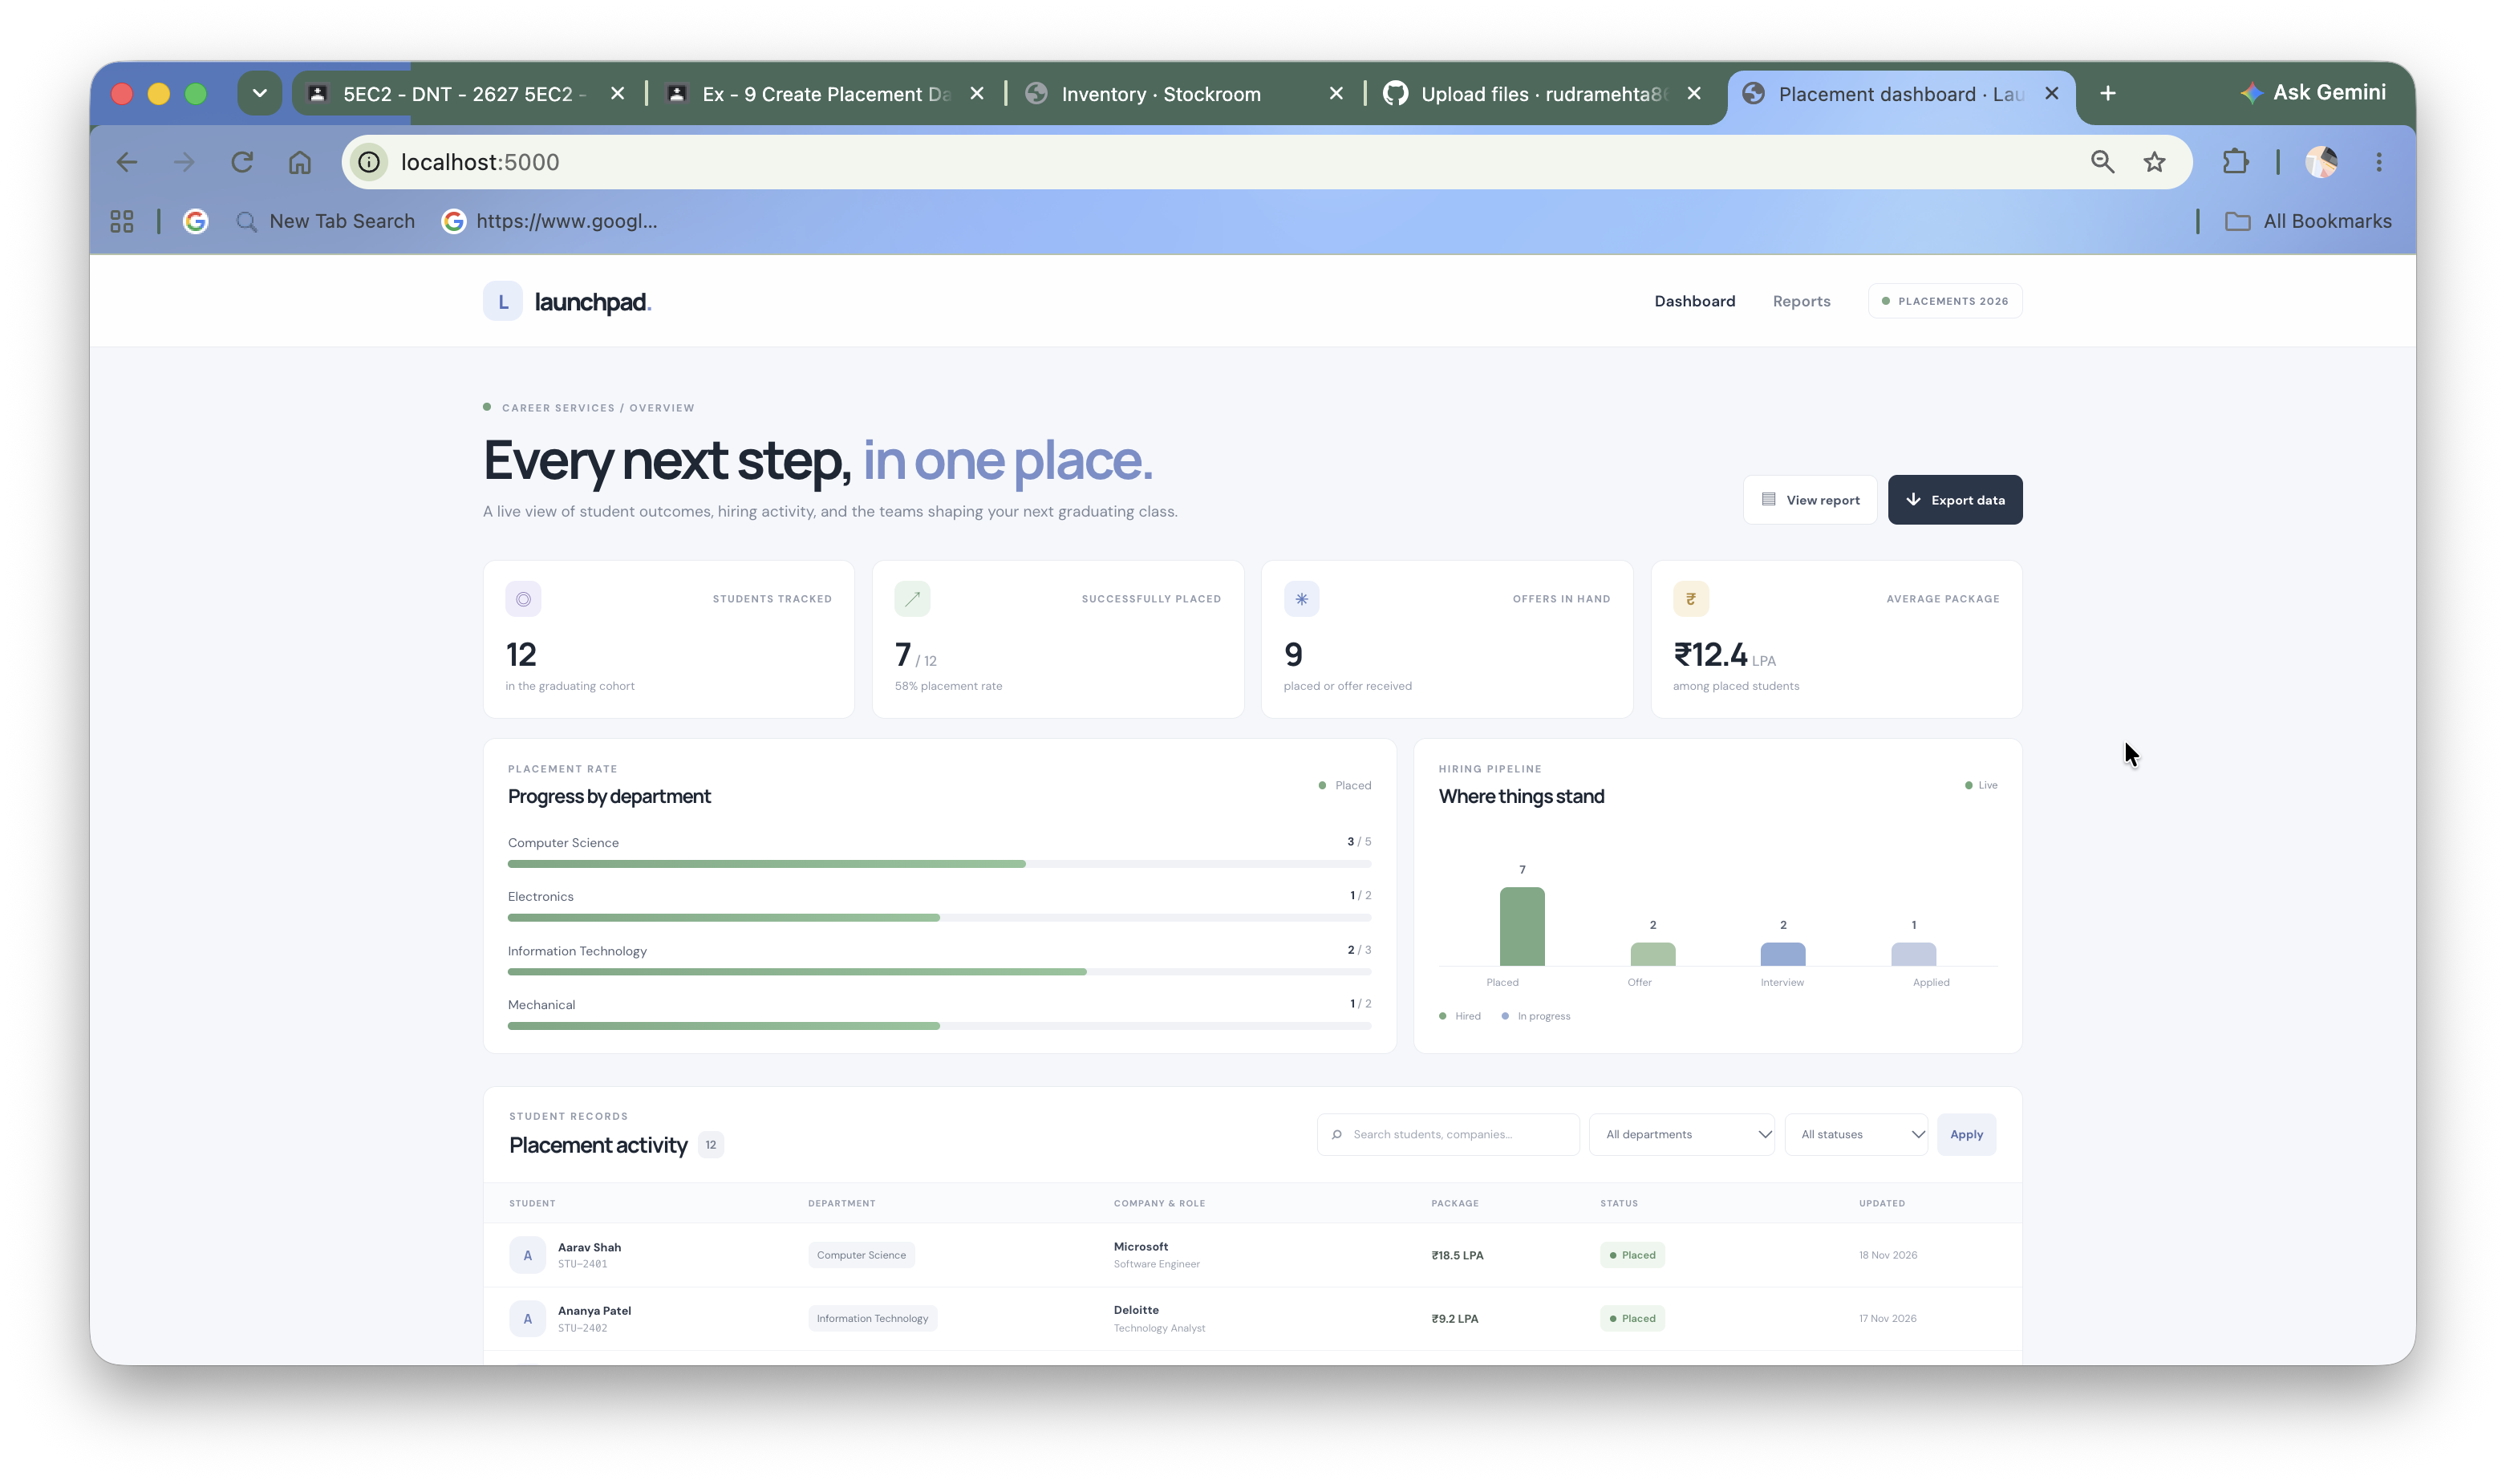 5EC2 - DNT - 2627 5EC2 -
Ex - 9 Create Placement Da
Inventory · Stockroom
Upload files · rudramehta86
Placement dashboard · Lau
Ask Gemini
localhost:5000
New Tab Search
https://www.googl...
All Bookmarks
L
launchpad.
Dashboard
Reports
PLACEMENTS 2026
CAREER SERVICES / OVERVIEW
Every next step, in one place.
A live view of student outcomes, hiring activity, and the teams shaping your next graduating class.
View report
Export data
STUDENTS TRACKED
12
in the graduating cohort
SUCCESSFULLY PLACED
7 / 12
58% placement rate
OFFERS IN HAND
9
placed or offer received
₹
AVERAGE PACKAGE
₹12.4 LPA
among placed students
PLACEMENT RATE
Progress by department
Placed
Computer Science
3 / 5
Electronics
1 / 2
Information Technology
2 / 3
Mechanical
1 / 2
HIRING PIPELINE
Where things stand
Live
7
2
2
1
Placed
Offer
Interview
Applied
Hired
In progress
STUDENT RECORDS
Placement activity 12
Search students, companies...
All departments
All statuses
Apply
STUDENT
DEPARTMENT
COMPANY & ROLE
PACKAGE
STATUS
UPDATED
A
Aarav Shah
STU-2401
Computer Science
Microsoft
Software Engineer
₹18.5 LPA
Placed
18 Nov 2026
A
Ananya Patel
STU-2402
Information Technology
Deloitte
Technology Analyst
₹9.2 LPA
Placed
17 Nov 2026